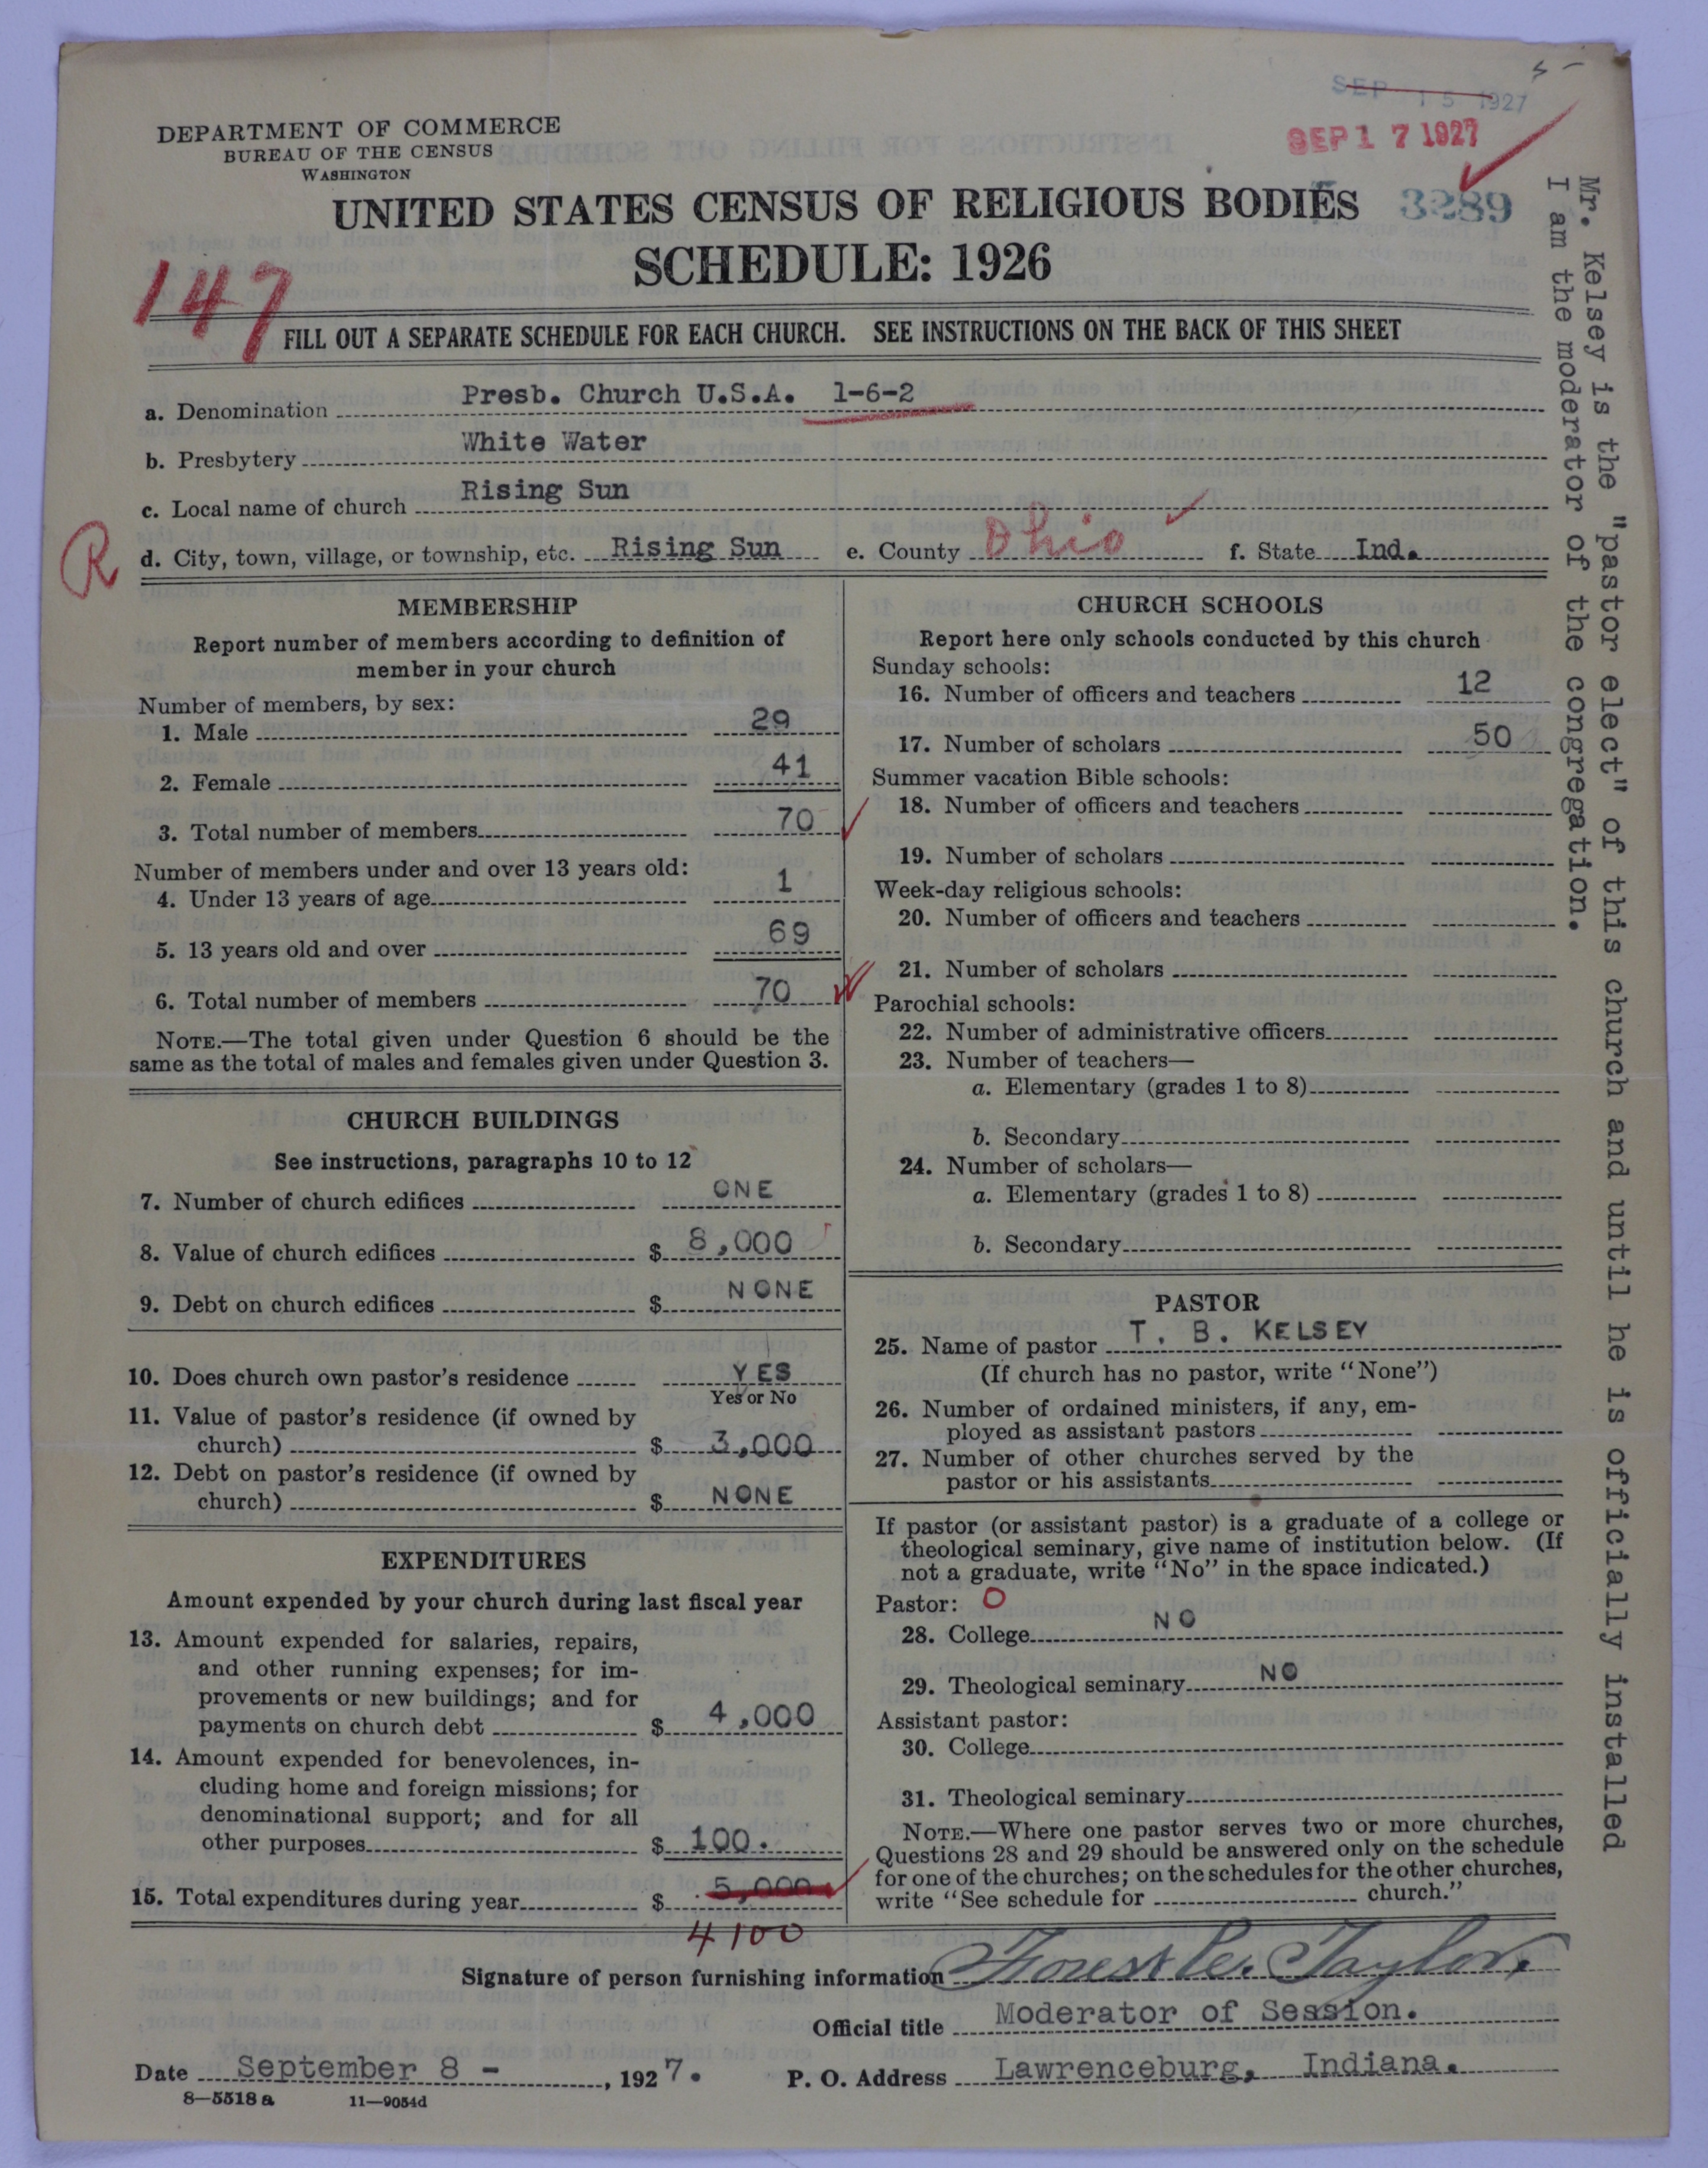 SEP 15 1927
SEP 17 1927
DEPARTMENT OF COMMERCE
BUREAU OF THE CENSUS
WASHINGTON
UNITED STATES CENSUS OF RELIGIOUS BODIES 3289
SCHEDULE: 1926
147
FILL OUT A SEPARATE SCHEDULE FOR EACH CHURCH. SEE INSTRUCTIONS ON THE BACK OF THIS SHEET
a. Denomination Presb. Church U.S.A. 1-6-2
b. Presbytery White Water
c. Local name of church Rising Sun
R
d. City, town, village, or township, etc. Rising Sun e. County Ohio f. State Ind.
MEMBERSHIP
Report number of members according to definition of
member in your church
Number of members, by sex:
1. Male 29
2. Female 41
3. Total number of members 70
Number of members under and over 13 years old:
4. Under 13 years of age 1
5. 13 years old and over 69
6. Total number of members 70
NOTE.—The total given under Question 6 should be the
same as the total of males and females given under Question 3.
CHURCH BUILDINGS
See instructions, paragraphs 10 to 12
7. Number of church edifices ONE
8. Value of church edifices $ 8,000
9. Debt on church edifices $ NONE
10. Does church own pastor's residence YES
Yes or No
11. Value of pastor's residence (if owned by
church) $ 3,000
12. Debt on pastor's residence (if owned by
church) $ NONE
EXPENDITURES
Amount expended by your church during last fiscal year
13. Amount expended for salaries, repairs,
and other running expenses; for im-
provements or new buildings; and for
payments on church debt $ 4,000
14. Amount expended for benevolences, in-
cluding home and foreign missions; for
denominational support; and for all
other purposes $ 100.
15. Total expenditures during year $ 5,000
4100
CHURCH SCHOOLS
Report here only schools conducted by this church
Sunday schools:
16. Number of officers and teachers 12
17. Number of scholars 50
Summer vacation Bible schools:
18. Number of officers and teachers
19. Number of scholars
Week-day religious schools:
20. Number of officers and teachers
21. Number of scholars
Parochial schools:
22. Number of administrative officers
23. Number of teachers—
a. Elementary (grades 1 to 8)
b. Secondary
24. Number of scholars—
a. Elementary (grades 1 to 8)
b. Secondary
PASTOR
25. Name of pastor T. B. KELSEY
(If church has no pastor, write "None")
26. Number of ordained ministers, if any, em-
ployed as assistant pastors
27. Number of other churches served by the
pastor or his assistants
If pastor (or assistant pastor) is a graduate of a college or
theological seminary, give name of institution below. (If
not a graduate, write "No" in the space indicated.)
Pastor: O
28. College NO
29. Theological seminary NO
Assistant pastor:
30. College
31. Theological seminary
NOTE.—Where one pastor serves two or more churches,
Questions 28 and 29 should be answered only on the schedule
for one of the churches; on the schedules for the other churches,
write "See schedule for church."
Signature of person furnishing information Forest Taylor.
Official title Moderator of Session.
Date September 8 - , 1927. P. O. Address Lawrenceburg, Indiana.
8—5518 a 11—9054d
Mr. Kelsey is the "pastor elect" of this church and until he is officially installed
I am the moderator of the congregation.